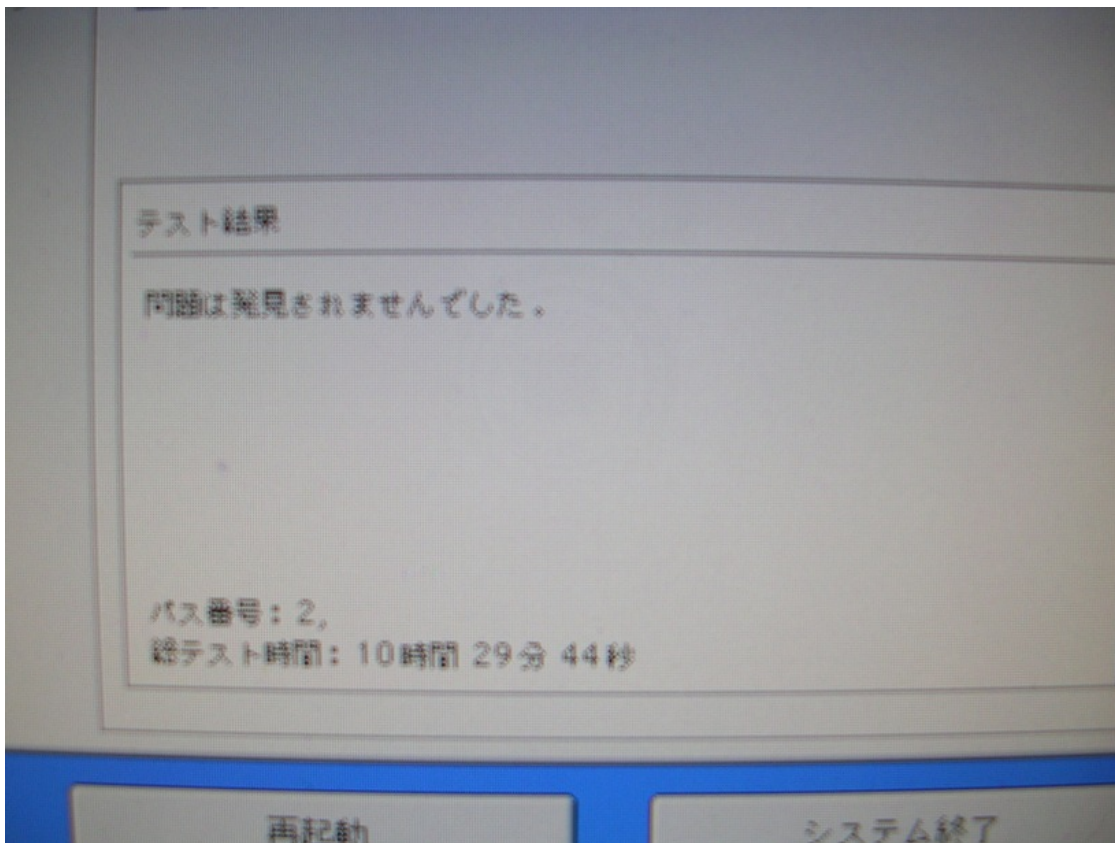 テスト結果
問題は発見されませんでした。
パス番号: 2,
総テスト時間: 10時間 29分 44秒
再起動
システム終了